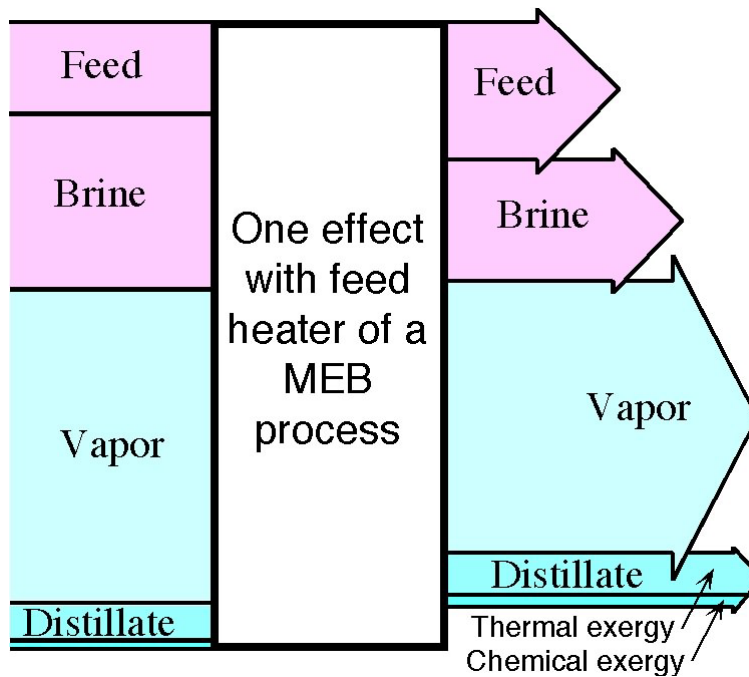 Feed
Brine
Vapor
Distillate
One effect
with feed
heater of a
MEB
process
Feed
Brine
Vapor
Distillate
Thermal exergy
Chemical exergy